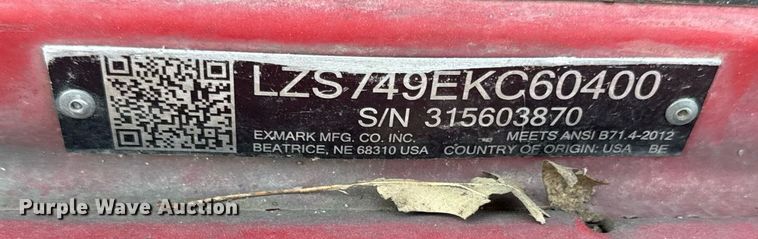 LZS749EKC60400
S/N 315603870
EXMARK MFG. CO. INC. MEETS ANSI B71.4-2012
BEATRICE, NE 68310 USA COUNTRY OF ORIGIN: USA BE
Purple Wave Auction